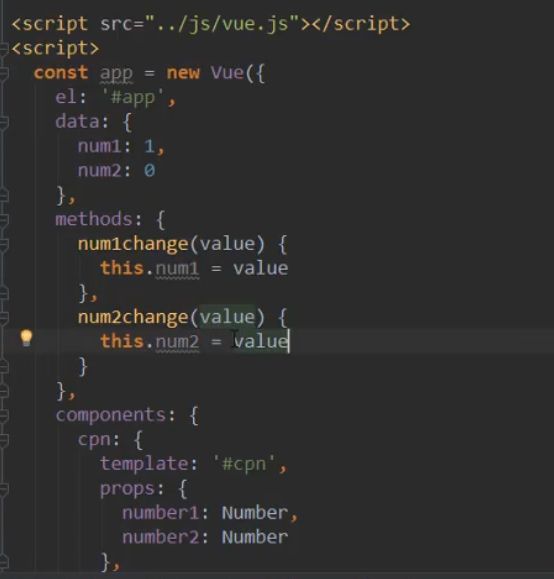 <script src="../js/vue.js"></script>
<script>
  const app = new Vue({
    el: '#app',
    data: {
      num1: 1,
      num2: 0
    },
    methods: {
      num1change(value) {
        this.num1 = value
      },
      num2change(value) {
        this.num2 = value
      }
    },
    components: {
      cpn: {
        template: '#cpn',
        props: {
          number1: Number,
          number2: Number
        },